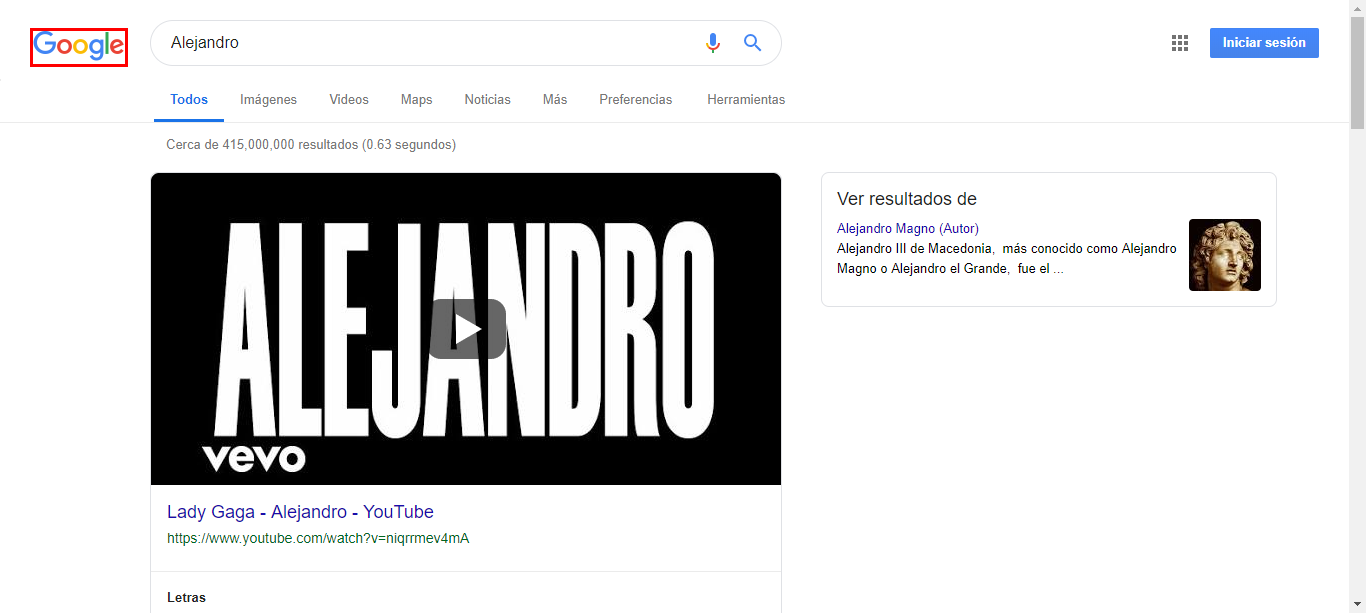 Google
Alejandro
Iniciar sesión
Todos Imágenes Videos Maps Noticias Más Preferencias Herramientas
Cerca de 415,000,000 resultados (0.63 segundos)
ALEJANDRO
vevo
Lady Gaga - Alejandro - YouTube
https://www.youtube.com/watch?v=niqrrmev4mA
Letras
Ver resultados de
Alejandro Magno (Autor)
Alejandro III de Macedonia, más conocido como Alejandro
Magno o Alejandro el Grande, fue el ...